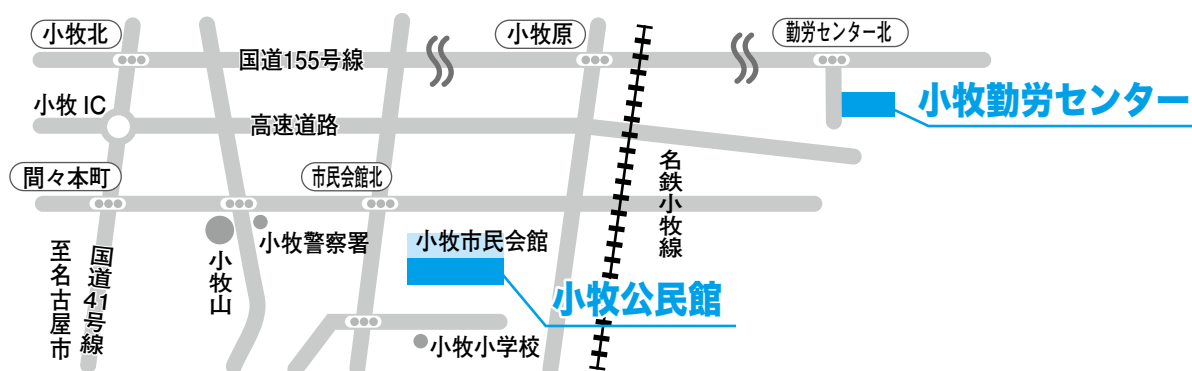 小牧北
小牧原
勤労センター北
国道155号線
小牧IC
高速道路
小牧勤労センター
間々本町
市民会館北
名鉄小牧線
小牧警察署
小牧市民会館
小牧山
国道41号線
至名古屋市
小牧公民館
小牧小学校